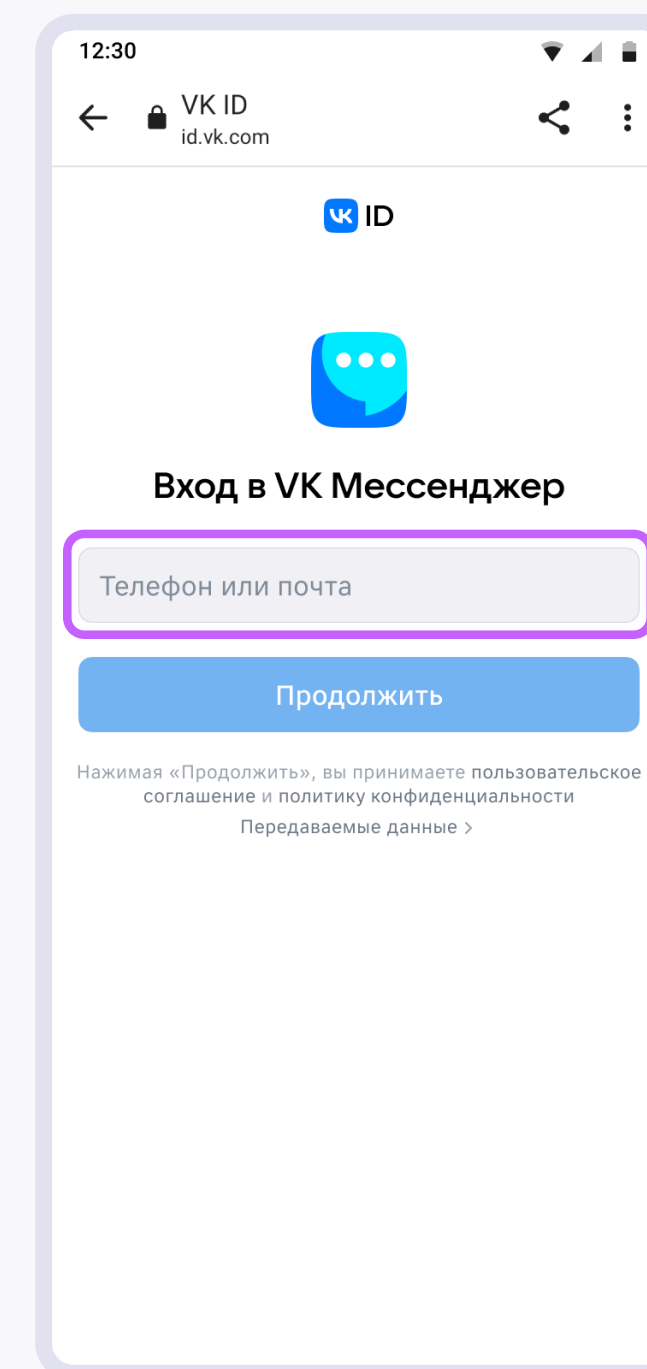 12:30
VK ID
id.vk.com
VK ID
Вход в VK Мессенджер
Телефон или почта
Продолжить
Нажимая «Продолжить», вы принимаете пользовательское
соглашение и политику конфиденциальности
Передаваемые данные >